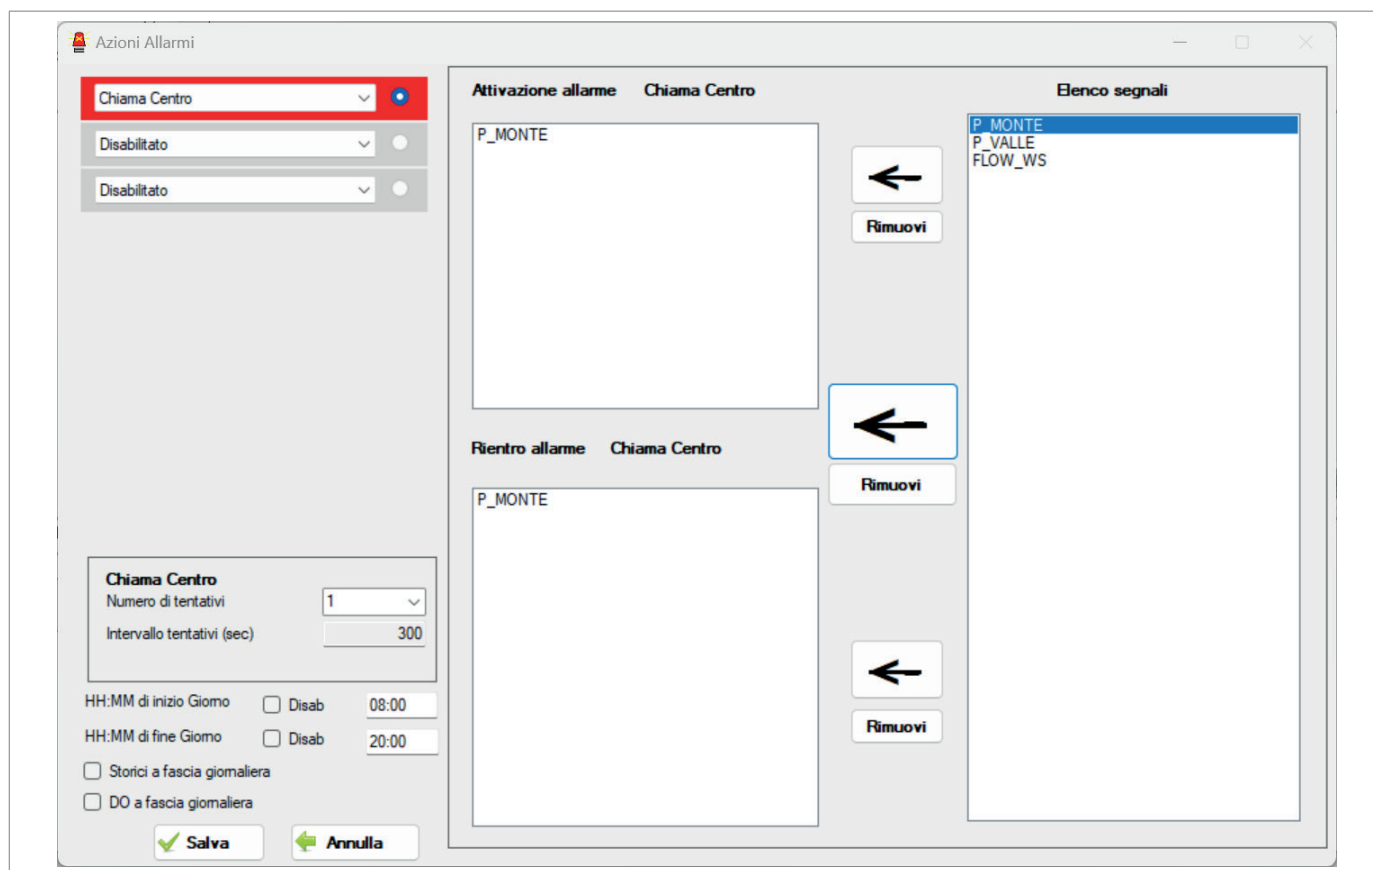 Azioni Allarmi
Chiama Centro
Disabilitato
Disabilitato
Chiama Centro
Numero di tentativi 1
Intervallo tentativi (sec) 300
HH:MM di inizio Giorno Disab 08:00
HH:MM di fine Giorno Disab 20:00
Storici a fascia giornaliera
DO a fascia giornaliera
Salva Annulla
Attivazione allarme Chiama Centro
P_MONTE
Rimuovi
Rimuovi
Rientro allarme Chiama Centro
P_MONTE
Rimuovi
Elenco segnali
P_MONTE
P_VALLE
FLOW_WS